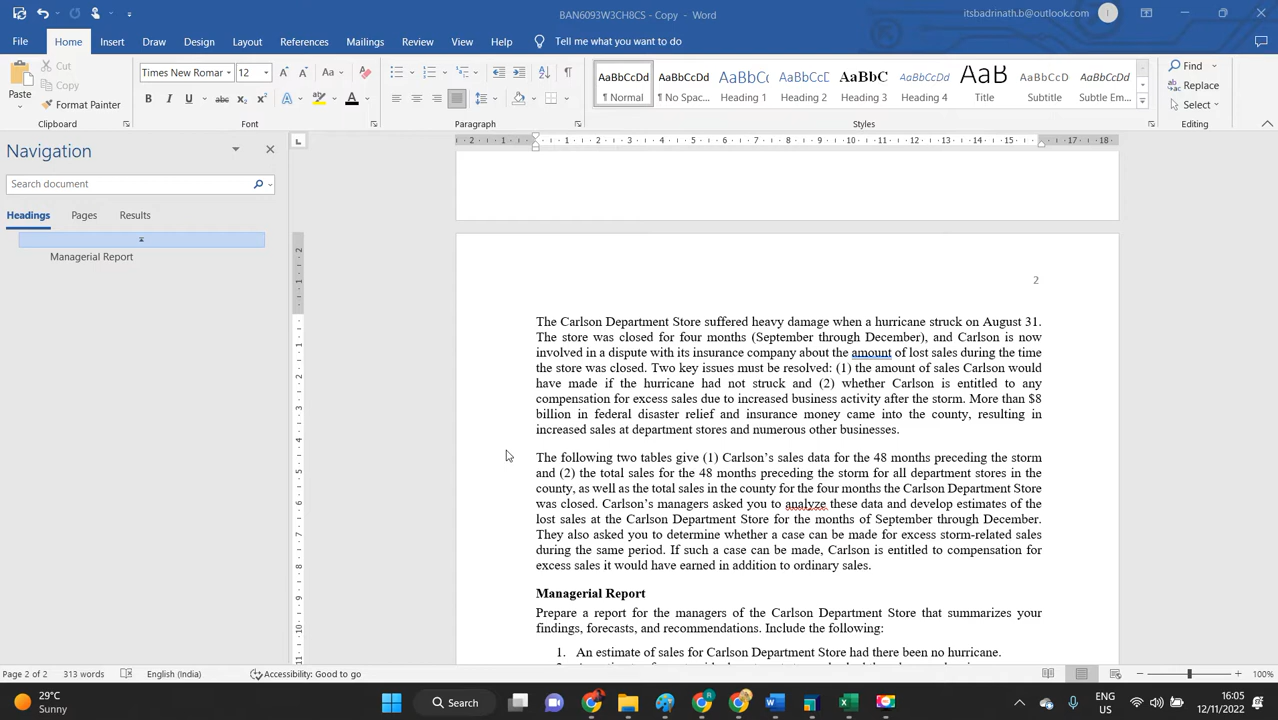 BAN6093W3CH8CS - Copy - Word
itsbadrinath.b@outlook.com
I
File
Home
Insert
Draw
Design
Layout
References
Mailings
Review
View
Help
Tell me what you want to do
Paste
Cut
Copy
Format Painter
Clipboard
Times New Roman
12
Font
Paragraph
AaBbCcDd
¶ Normal
AaBbCcDd
¶ No Spac...
AaBbCc
Heading 1
AaBbCcD
Heading 2
AaBbC
Heading 3
AaBbCcDd
Heading 4
AaB
Title
AaBbCcD
Subtitle
AaBbCcDd
Subtle Em...
Styles
Find
Replace
Select
Editing
Navigation
Search document
Headings
Pages
Results
Managerial Report
2
The Carlson Department Store suffered heavy damage when a hurricane struck on August 31.
The store was closed for four months (September through December), and Carlson is now
involved in a dispute with its insurance company about the amount of lost sales during the time
the store was closed. Two key issues must be resolved: (1) the amount of sales Carlson would
have made if the hurricane had not struck and (2) whether Carlson is entitled to any
compensation for excess sales due to increased business activity after the storm. More than $8
billion in federal disaster relief and insurance money came into the county, resulting in
increased sales at department stores and numerous other businesses.
The following two tables give (1) Carlson’s sales data for the 48 months preceding the storm
and (2) the total sales for the 48 months preceding the storm for all department stores in the
county, as well as the total sales in the county for the four months the Carlson Department Store
was closed. Carlson’s managers asked you to analyze these data and develop estimates of the
lost sales at the Carlson Department Store for the months of September through December.
They also asked you to determine whether a case can be made for excess storm-related sales
during the same period. If such a case can be made, Carlson is entitled to compensation for
excess sales it would have earned in addition to ordinary sales.
Managerial Report
Prepare a report for the managers of the Carlson Department Store that summarizes your
findings, forecasts, and recommendations. Include the following:
1. An estimate of sales for Carlson Department Store had there been no hurricane.
Page 2 of 2
313 words
English (India)
Accessibility: Good to go
100%
29°C
Sunny
Search
ENG
US
16:05
12/11/2022